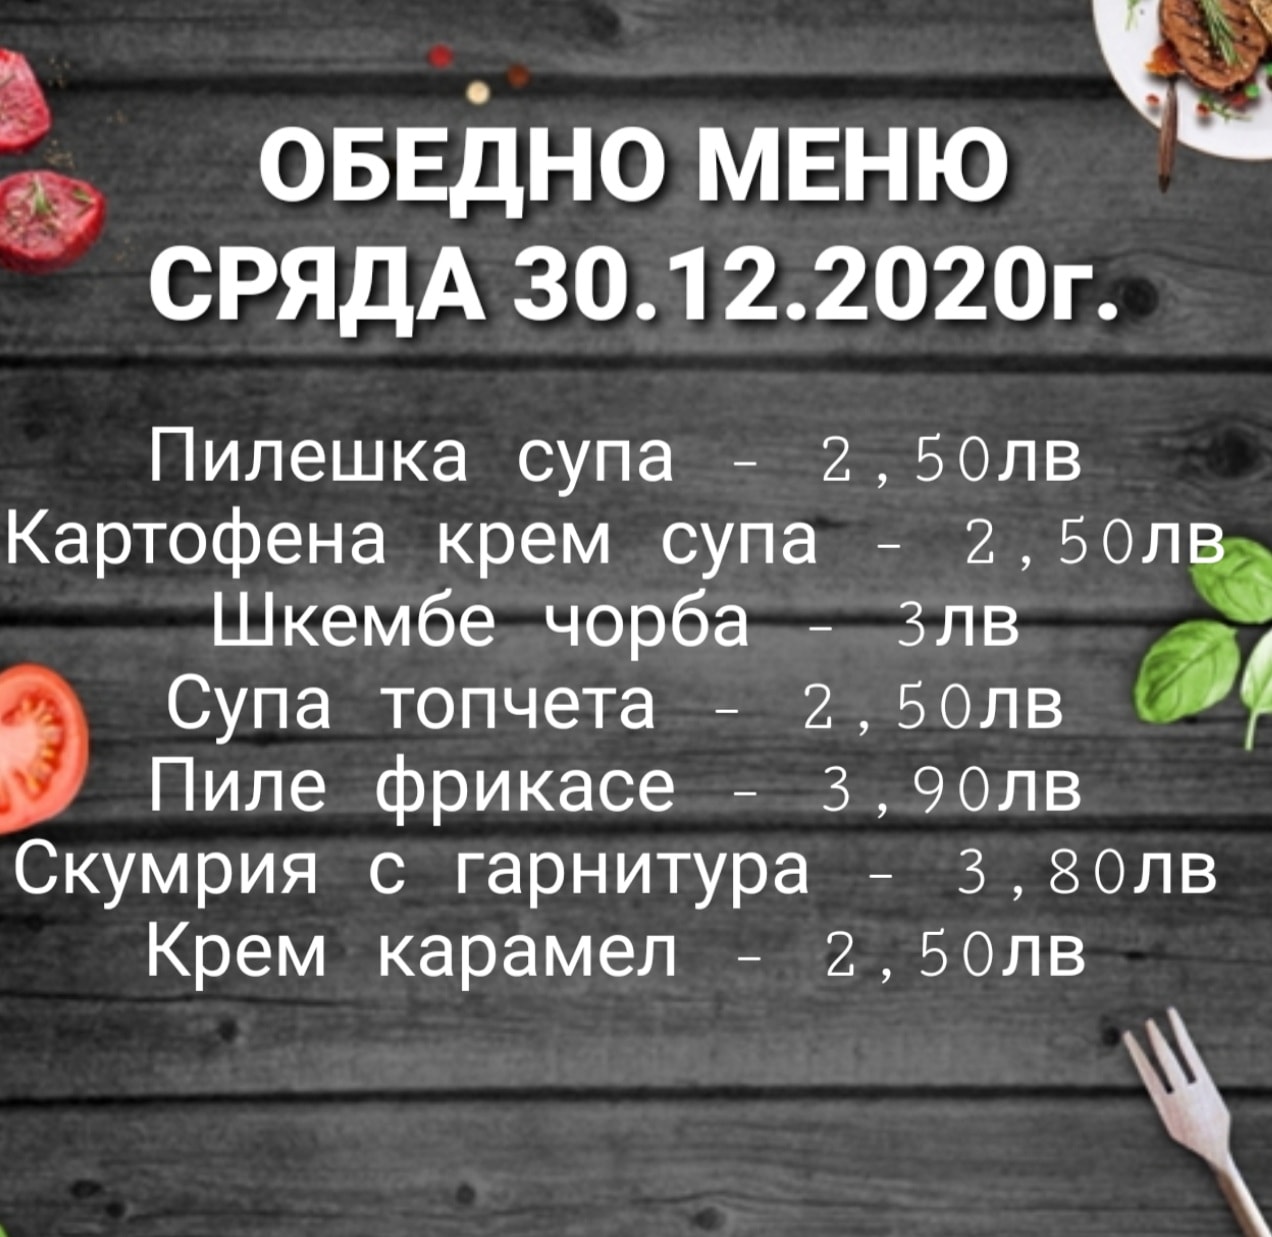 ОБЕДНО МЕНЮ
СРЯДА 30.12.2020г.
Пилешка супа - 2,50лв
Картофена крем супа - 2,50лв
Шкембе чорба - 3лв
Супа топчета - 2,50лв
Пиле фрикасе - 3,90лв
Скумрия с гарнитура - 3,80лв
Крем карамел - 2,50лв